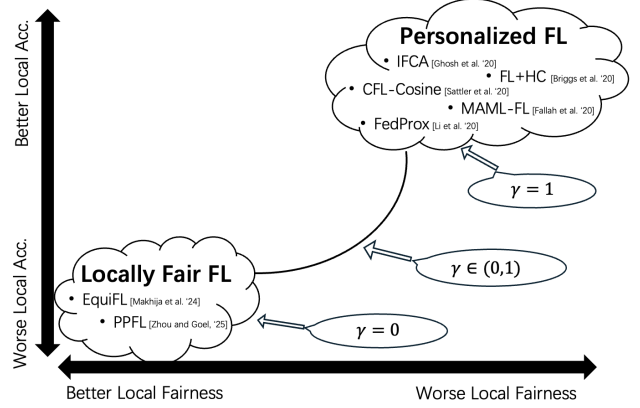 Better Local Acc.
Worse Local Acc.
Personalized FL
• IFCA [Ghosh et al. '20]
• FL+HC [Briggs et al. '20]
• CFL-Cosine [Sattler et al. '20]
• MAML-FL [Fallah et al. '20]
• FedProx [Li et al. '20]
γ = 1
γ ∈ (0,1)
Locally Fair FL
• EquiFL [Makhija et al. '24]
• PPFL [Zhou and Goel, '25]
γ = 0
Better Local Fairness
Worse Local Fairness